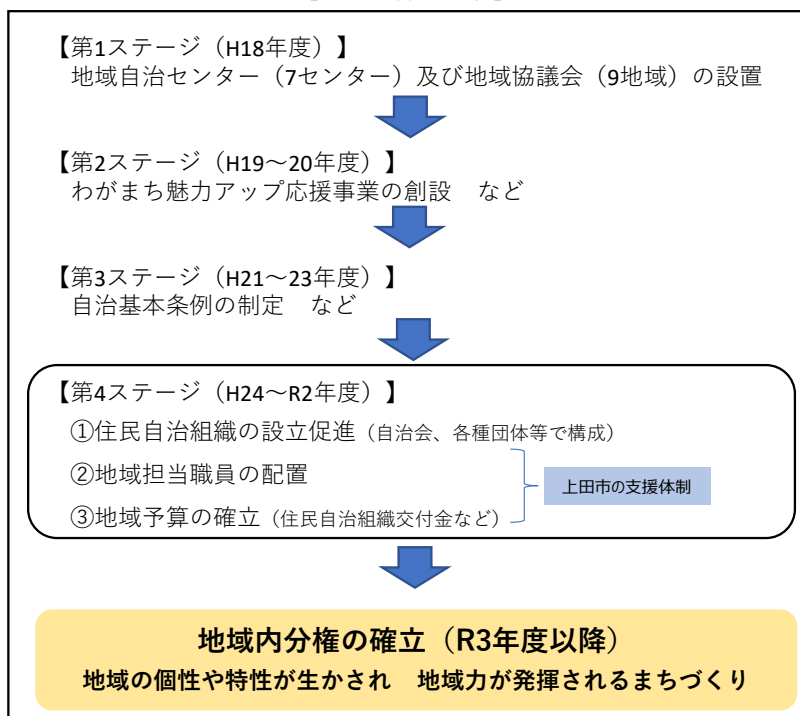 【第1ステージ（H18年度）】
地域自治センター（7センター）及び地域協議会（9地域）の設置
【第2ステージ（H19～20年度）】
わがまち魅力アップ応援事業の創設　など
【第3ステージ（H21～23年度）】
自治基本条例の制定　など
【第4ステージ（H24～R2年度）】
①住民自治組織の設立促進（自治会、各種団体等で構成）
②地域担当職員の配置
③地域予算の確立（住民自治組織交付金など）
上田市の支援体制
地域内分権の確立（R3年度以降）
地域の個性や特性が生かされ　地域力が発揮されるまちづくり